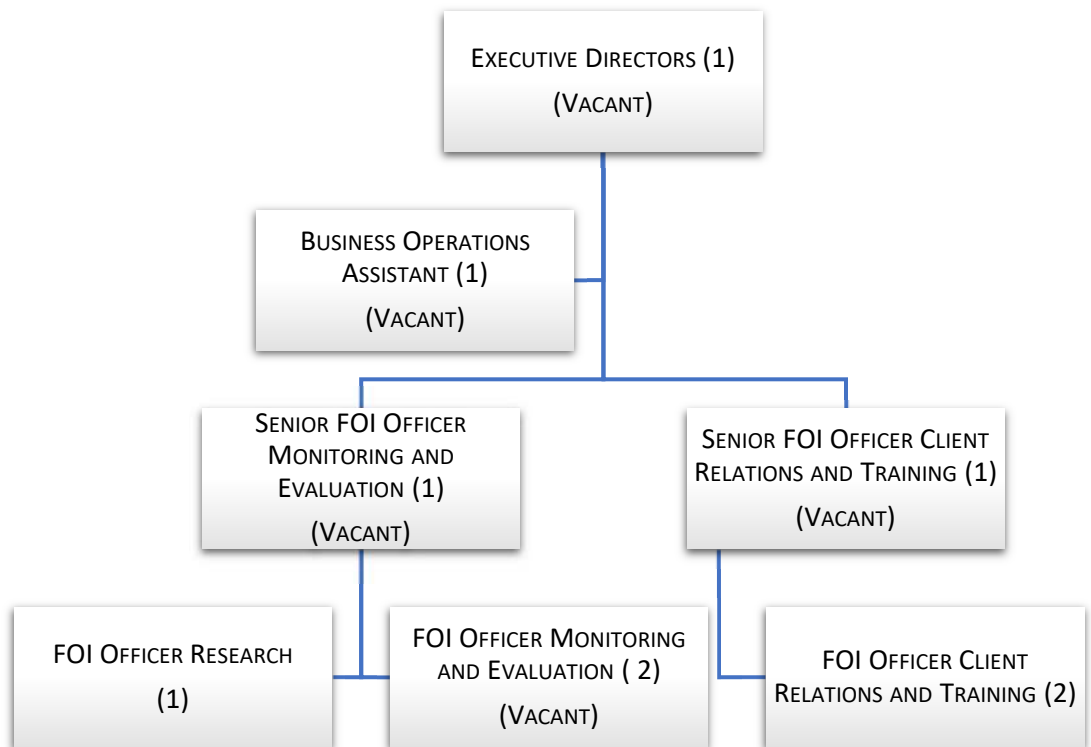 Executive Directors (1)
(Vacant)
Business Operations
Assistant (1)
(Vacant)
Senior FOI Officer
Monitoring and
Evaluation (1)
(Vacant)
Senior FOI Officer Client
Relations and Training (1)
(Vacant)
FOI Officer Research
(1)
FOI Officer Monitoring
and Evaluation ( 2)
(Vacant)
FOI Officer Client
Relations and Training (2)